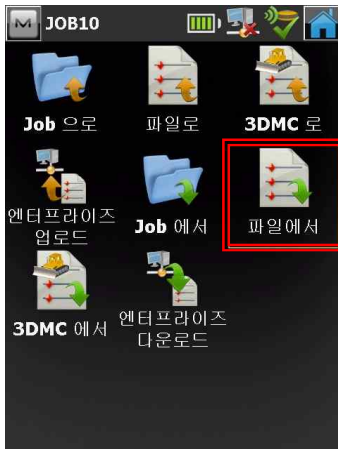 M JOB10
Job 으로
파일로
3DMC 로
엔터프라이즈
업로드
Job 에서
파일에서
3DMC 에서
엔터프라이즈
다운로드